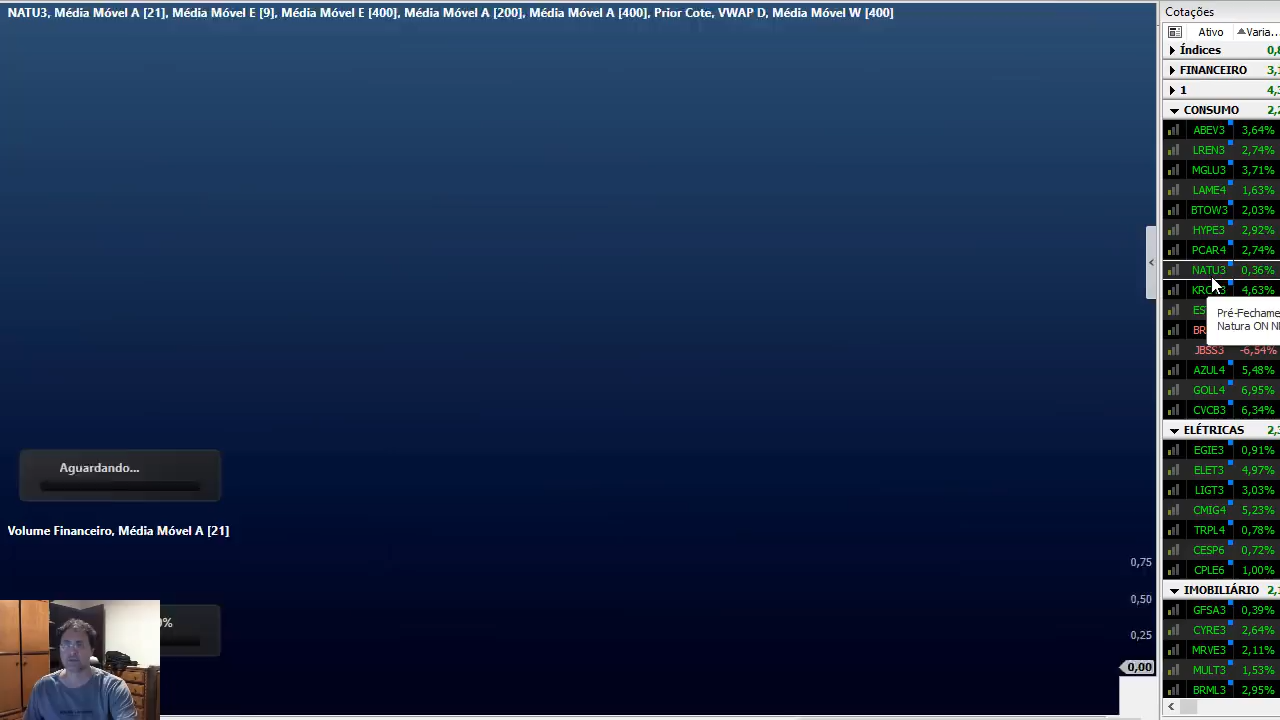 NATU3, Média Móvel A [21], Média Móvel E [9], Média Móvel E [400], Média Móvel A [200], Média Móvel A [400], Prior Cote, VWAP D, Média Móvel W [400]
Aguardando...
Volume Financeiro, Média Móvel A [21]
0,75
0,50
0,25
0,00
Cotações
Ativo Varia...
Índices
FINANCEIRO
1
CONSUMO
ABEV3 3,64%
LREN3 2,74%
MGLU3 3,71%
LAME4 1,63%
BTOW3 2,03%
HYPE3 2,92%
PCAR4 2,74%
NATU3 0,36%
4,63%
Pré-Fechame
Natura ON
JBSS3 -6,54%
AZUL4 5,48%
GOLL4 6,95%
CVCB3 6,34%
ELÉTRICAS
EGIE3 0,91%
ELET3 4,97%
LIGT3 3,03%
CMIG4 5,23%
TRPL4 0,78%
CESP6 0,72%
CPLE6 1,00%
IMOBILIÁRIO
GFSA3 0,39%
CYRE3 2,64%
MRVE3 2,11%
MULT3 1,53%
BRML3 2,95%